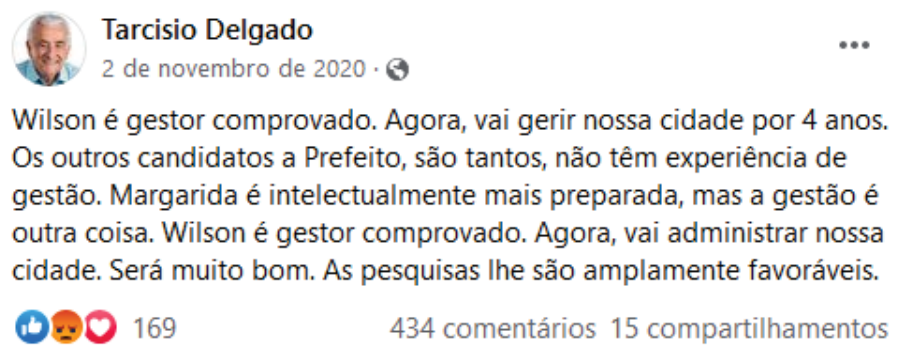 Tarcisio Delgado
2 de novembro de 2020 ·
Wilson é gestor comprovado. Agora, vai gerir nossa cidade por 4 anos.
Os outros candidatos a Prefeito, são tantos, não têm experiência de
gestão. Margarida é intelectualmente mais preparada, mas a gestão é
outra coisa. Wilson é gestor comprovado. Agora, vai administrar nossa
cidade. Será muito bom. As pesquisas lhe são amplamente favoráveis.
169 434 comentários 15 compartilhamentos